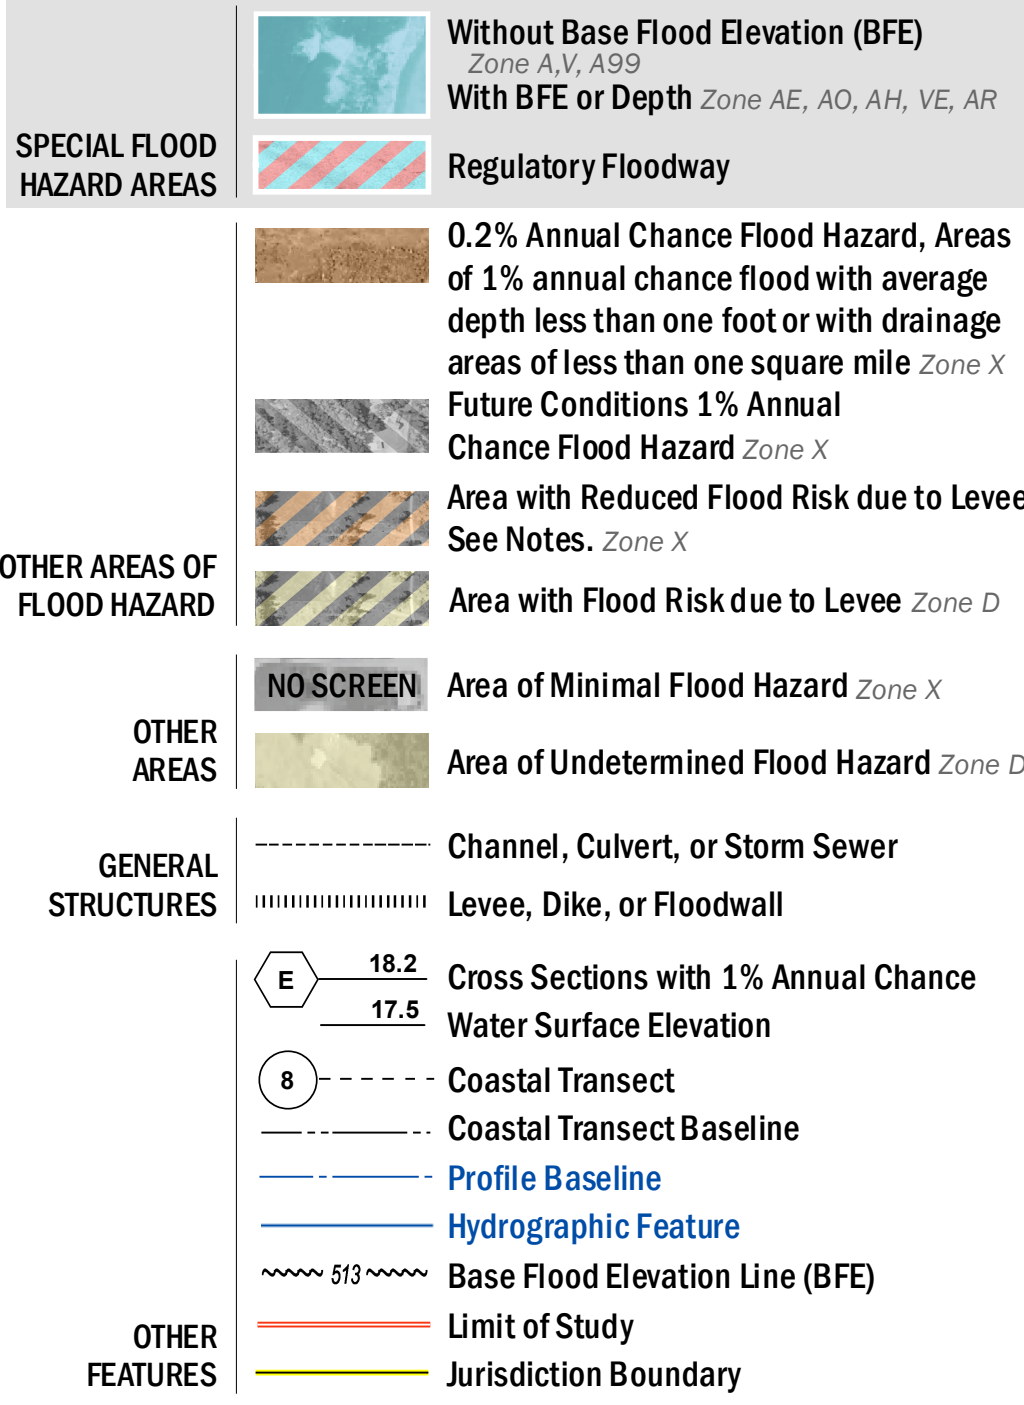 SPECIAL FLOOD
HAZARD AREAS
Without Base Flood Elevation (BFE)
Zone A,V, A99
With BFE or Depth Zone AE, AO, AH, VE, AR
Regulatory Floodway
OTHER AREAS OF
FLOOD HAZARD
0.2% Annual Chance Flood Hazard, Areas
of 1% annual chance flood with average
depth less than one foot or with drainage
areas of less than one square mile Zone X
Future Conditions 1% Annual
Chance Flood Hazard Zone X
Area with Reduced Flood Risk due to Levee
See Notes. Zone X
Area with Flood Risk due to Levee Zone D
OTHER
AREAS
NO SCREEN Area of Minimal Flood Hazard Zone X
Area of Undetermined Flood Hazard Zone D
GENERAL
STRUCTURES
Channel, Culvert, or Storm Sewer
Levee, Dike, or Floodwall
OTHER
FEATURES
E 18.2 Cross Sections with 1% Annual Chance
17.5 Water Surface Elevation
8 Coastal Transect
Coastal Transect Baseline
Profile Baseline
Hydrographic Feature
513 Base Flood Elevation Line (BFE)
Limit of Study
Jurisdiction Boundary